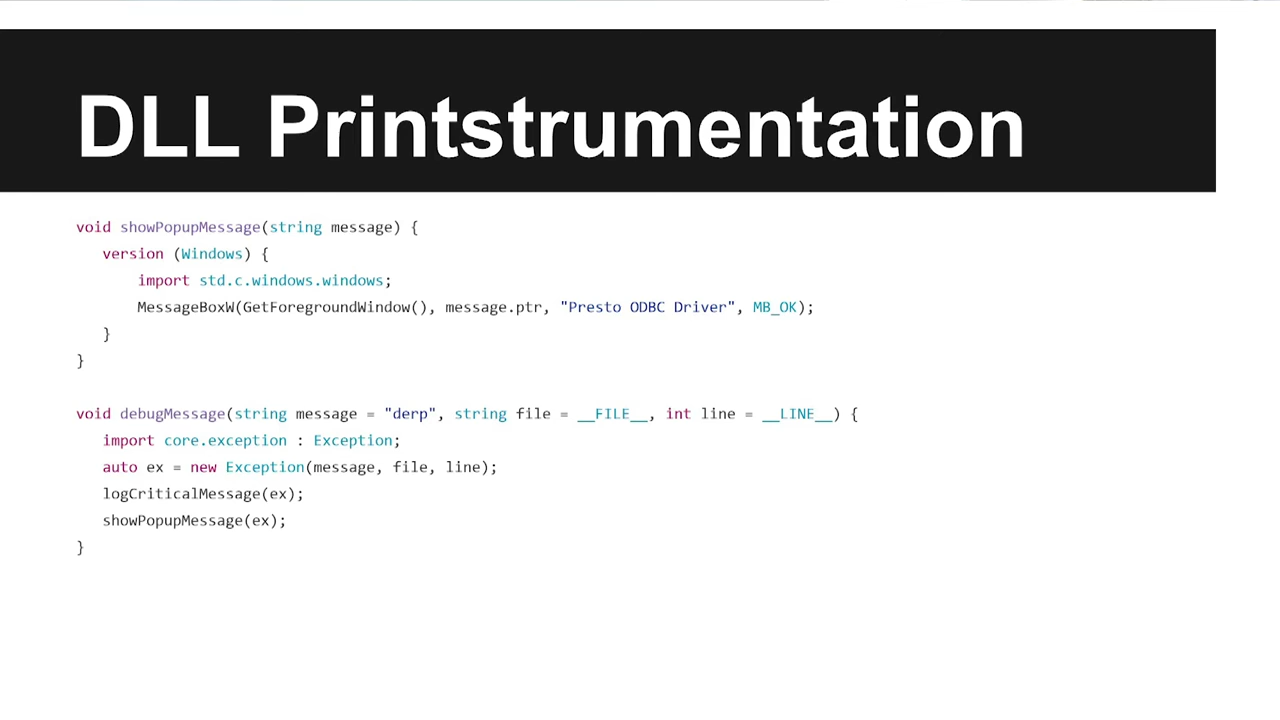 DLL Printstrumentation
void showPopupMessage(string message) {
version (Windows) {
import std.c.windows.windows;
MessageBoxW(GetForegroundWindow(), message.ptr, "Presto ODBC Driver", MB_OK);
}
}
void debugMessage(string message = "derp", string file = __FILE__, int line = __LINE__) {
import core.exception : Exception;
auto ex = new Exception(message, file, line);
logCriticalMessage(ex);
showPopupMessage(ex);
}